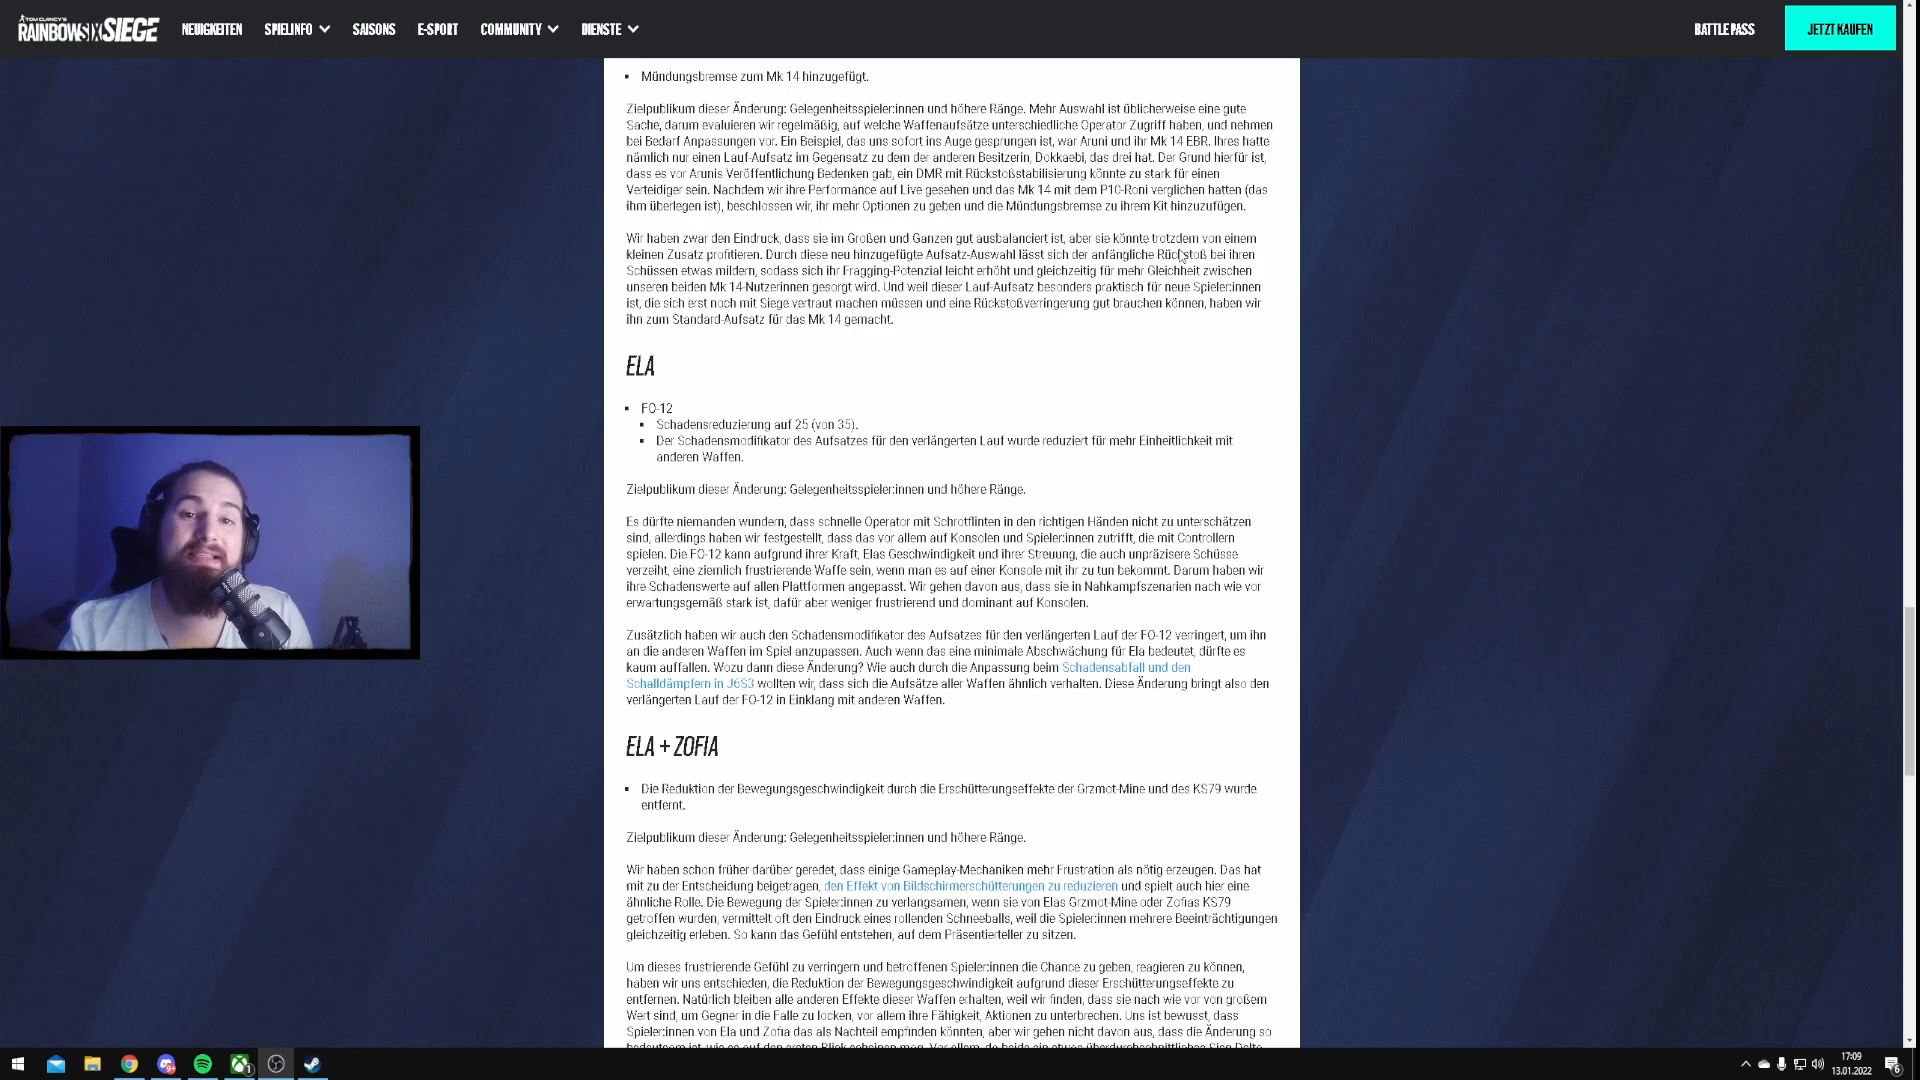 TOM CLANCY'S
RAINBOWSIX SIEGE
NEUIGKEITEN
SPIELINFO
SAISONS
E-SPORT
COMMUNITY
DIENSTE
BATTLE PASS
JETZT KAUFEN
Mündungsbremse zum Mk 14 hinzugefügt.
Zielpublikum dieser Änderung: Gelegenheitsspieler:innen und höhere Ränge. Mehr Auswahl ist üblicherweise eine gute
Sache, darum evaluieren wir regelmäßig, auf welche Waffenaufsätze unterschiedliche Operator Zugriff haben, und nehmen
bei Bedarf Anpassungen vor. Ein Beispiel, das uns sofort ins Auge gesprungen ist, war Aruni und ihr Mk 14 EBR. Ihres hatte
nämlich nur einen Lauf-Aufsatz im Gegensatz zu dem der anderen Besitzerin, Dokkaebi, das drei hat. Der Grund hierfür ist,
dass es vor Arunis Veröffentlichung Bedenken gab, ein DMR mit Rückstoßstabilisierung könnte zu stark für einen
Verteidiger sein. Nachdem wir ihre Performance auf Live gesehen und das Mk 14 mit dem P10-Roni verglichen hatten (das
ihm überlegen ist), beschlossen wir, ihr mehr Optionen zu geben und die Mündungsbremse zu ihrem Kit hinzuzufügen.
Wir haben zwar den Eindruck, dass sie im Großen und Ganzen gut ausbalanciert ist, aber sie könnte trotzdem von einem
kleinen Zusatz profitieren. Durch diese neu hinzugefügte Aufsatz-Auswahl lässt sich der anfängliche Rückstoß bei ihren
Schüssen etwas mildern, sodass sich ihr Fragging-Potenzial leicht erhöht und gleichzeitig für mehr Gleichheit zwischen
unseren beiden Mk 14-Nutzerinnen gesorgt wird. Und weil dieser Lauf-Aufsatz besonders praktisch für neue Spieler:innen
ist, die sich erst noch mit Siege vertraut machen müssen und eine Rückstoßverringerung gut brauchen können, haben wir
ihn zum Standard-Aufsatz für das Mk 14 gemacht.
ELA
FO-12
Schadensreduzierung auf 25 (von 35).
Der Schadensmodifikator des Aufsatzes für den verlängerten Lauf wurde reduziert für mehr Einheitlichkeit mit
anderen Waffen.
Zielpublikum dieser Änderung: Gelegenheitsspieler:innen und höhere Ränge.
Es dürfte niemanden wundern, dass schnelle Operator mit Schrotflinten in den richtigen Händen nicht zu unterschätzen
sind, allerdings haben wir festgestellt, dass das vor allem auf Konsolen und Spieler:innen zutrifft, die mit Controllern
spielen. Die FO-12 kann aufgrund ihrer Kraft, Elas Geschwindigkeit und ihrer Streuung, die auch unpräzisere Schüsse
verzeiht, eine ziemlich frustrierende Waffe sein, wenn man es auf einer Konsole mit ihr zu tun bekommt. Darum haben wir
ihre Schadenswerte auf allen Plattformen angepasst. Wir gehen davon aus, dass sie in Nahkampfszenarien nach wie vor
erwartungsgemäß stark ist, dafür aber weniger frustrierend und dominant auf Konsolen.
Zusätzlich haben wir auch den Schadensmodifikator des Aufsatzes für den verlängerten Lauf der FO-12 verringert, um ihn
an die anderen Waffen im Spiel anzupassen. Auch wenn das eine minimale Abschwächung für Ela bedeutet, dürfte es
kaum auffallen. Wozu dann diese Änderung? Wie auch durch die Anpassung beim Schadensabfall und den
Schalldämpfern in J6S3 wollten wir, dass sich die Aufsätze aller Waffen ähnlich verhalten. Diese Änderung bringt also den
verlängerten Lauf der FO-12 in Einklang mit anderen Waffen.
ELA + ZOFIA
Die Reduktion der Bewegungsgeschwindigkeit durch die Erschütterungseffekte der Grzmot-Mine und des KS79 wurde
entfernt.
Zielpublikum dieser Änderung: Gelegenheitsspieler:innen und höhere Ränge.
Wir haben schon früher darüber geredet, dass einige Gameplay-Mechaniken mehr Frustration als nötig erzeugen. Das hat
mit zu der Entscheidung beigetragen, den Effekt von Bildschirmerschütterungen zu reduzieren und spielt auch hier eine
ähnliche Rolle. Die Bewegung der Spieler:innen zu verlangsamen, wenn sie von Elas Grzmot-Mine oder Zofias KS79
getroffen wurden, vermittelt oft den Eindruck eines rollenden Schneeballs, weil die Spieler:innen mehrere Beeinträchtigungen
gleichzeitig erleben. So kann das Gefühl entstehen, auf dem Präsentierteller zu sitzen.
Um dieses frustrierende Gefühl zu verringern und betroffenen Spieler:innen die Chance zu geben, reagieren zu können,
haben wir uns entschieden, die Reduktion der Bewegungsgeschwindigkeit aufgrund dieser Erschütterungseffekte zu
entfernen. Natürlich bleiben alle anderen Effekte dieser Waffen erhalten, weil wir finden, dass sie nach wie vor von großem
Wert sind, um Gegner in die Falle zu locken, vor allem ihre Fähigkeit, Aktionen zu unterbrechen. Uns ist bewusst, dass
Spieler:innen von Ela und Zofia das als Nachteil empfinden könnten, aber wir gehen nicht davon aus, dass die Änderung so
17:09
13.01.2022